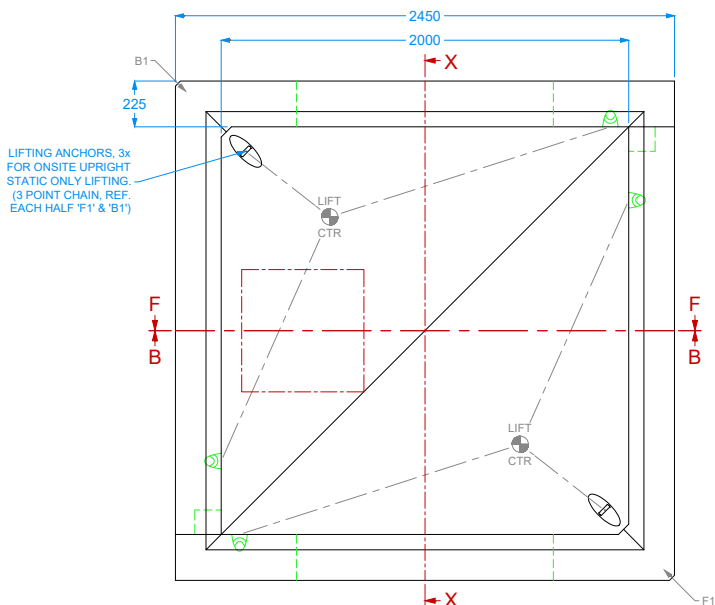 2450
2000
B1
X
225
LIFTING ANCHORS, 3x
FOR ONSITE UPRIGHT
STATIC ONLY LIFTING.
(3 POINT CHAIN, REF.
EACH HALF 'F1' & 'B1')
LIFT
CTR
F
F
B
B
LIFT
CTR
X
F1